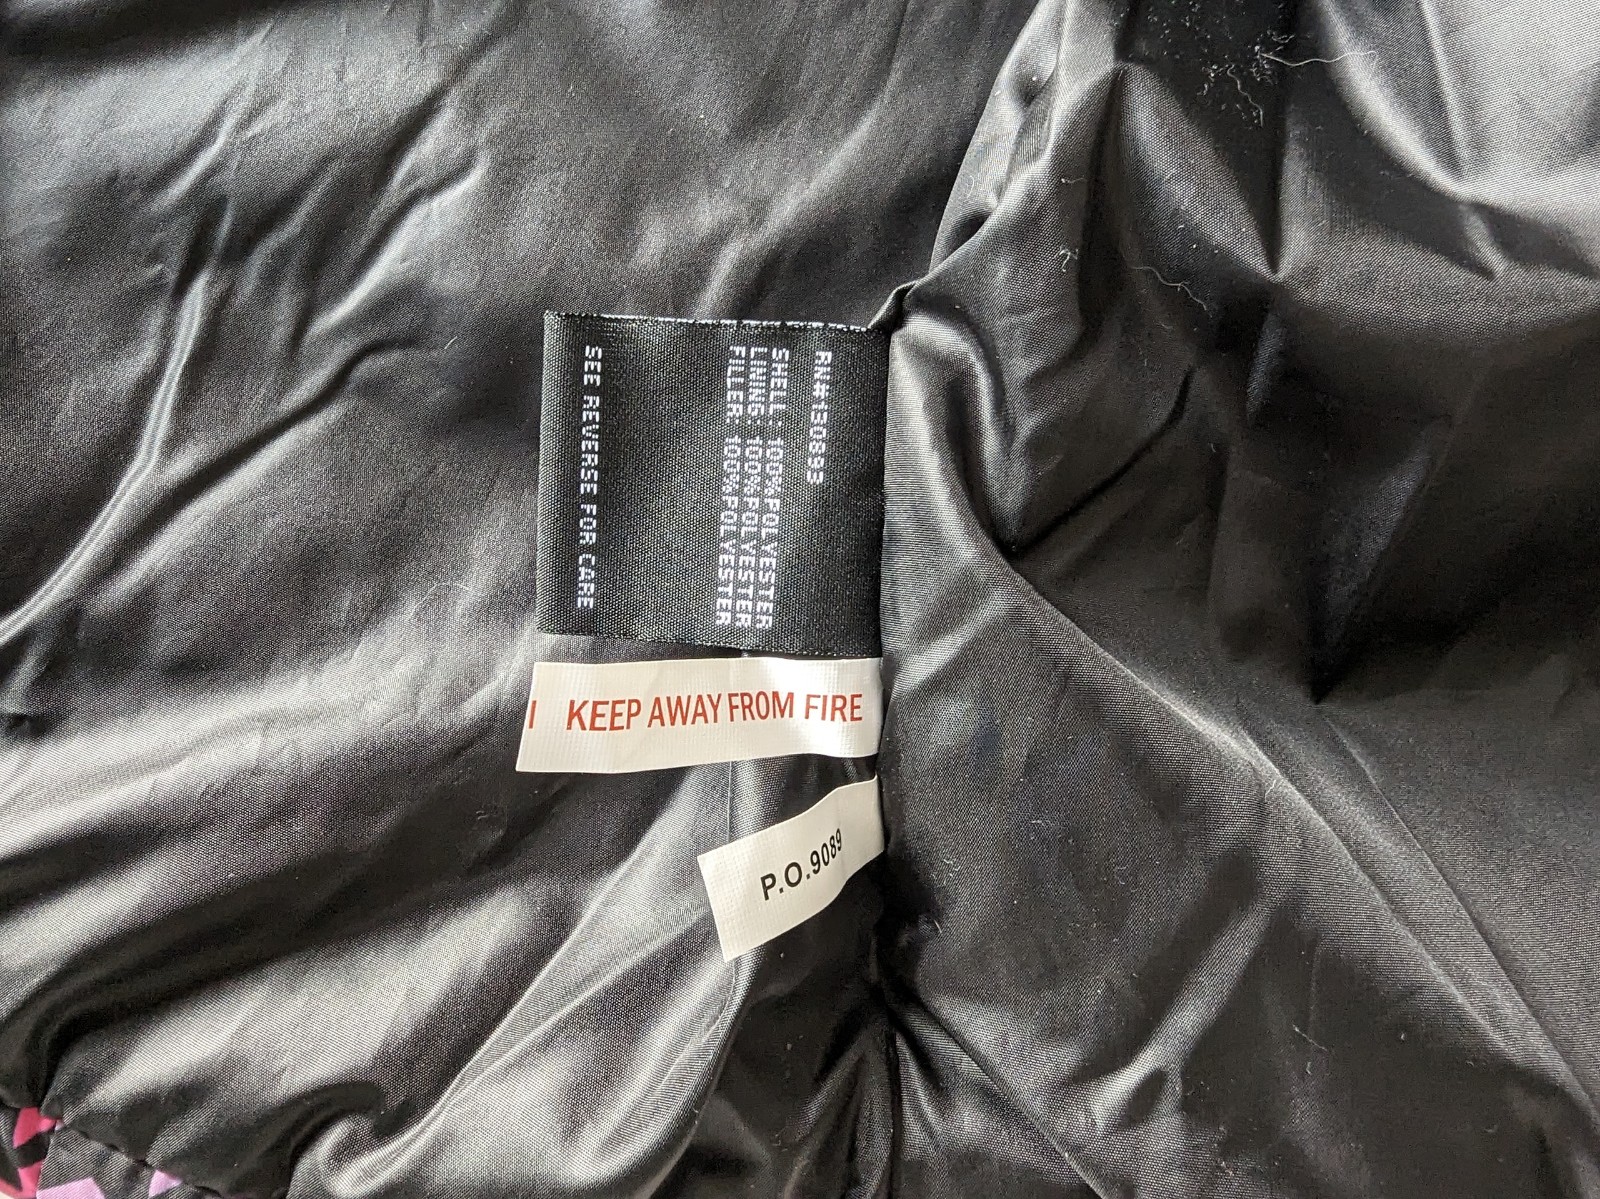 RN#130893
SHELL: 100%POLYESTER
LINING: 100%POLYESTER
FILLER: 100%POLYESTER
SEE REVERSE FOR CARE
KEEP AWAY FROM FIRE
P.O.9089